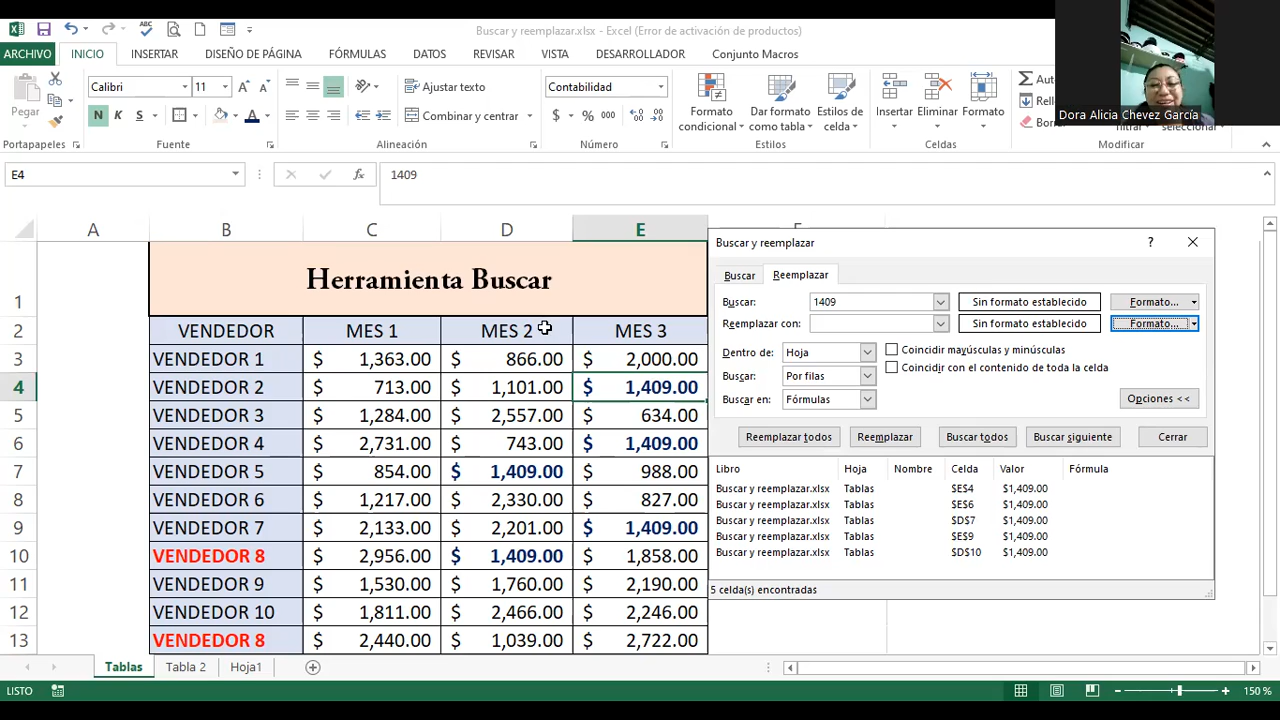 Buscar y reemplazar.xlsx - Excel (Error de activación de productos)
ARCHIVO INICIO INSERTAR DISEÑO DE PÁGINA FÓRMULAS DATOS REVISAR VISTA DESARROLLADOR Conjunto Macros
Dora Alicia Chevez García
Pegar
Calibri 11
N K S
Ajustar texto
Combinar y centrar
Contabilidad
$ % 000
Formato condicional
Dar formato como tabla
Estilos de celda
Insertar Eliminar Formato
Portapapeles Fuente Alineación Número Estilos Celdas Modificar
E4 1409
A B C D E
Herramienta Buscar
1
2 VENDEDOR MES 1 MES 2 MES 3
3 VENDEDOR 1 $ 1,363.00 $ 866.00 $ 2,000.00
4 VENDEDOR 2 $ 713.00 $ 1,101.00 $ 1,409.00
5 VENDEDOR 3 $ 1,284.00 $ 2,557.00 $ 634.00
6 VENDEDOR 4 $ 2,731.00 $ 743.00 $ 1,409.00
7 VENDEDOR 5 $ 854.00 $ 1,409.00 $ 988.00
8 VENDEDOR 6 $ 1,217.00 $ 2,330.00 $ 827.00
9 VENDEDOR 7 $ 2,133.00 $ 2,201.00 $ 1,409.00
10 VENDEDOR 8 $ 2,956.00 $ 1,409.00 $ 1,858.00
11 VENDEDOR 9 $ 1,530.00 $ 1,760.00 $ 2,190.00
12 VENDEDOR 10 $ 1,811.00 $ 2,466.00 $ 2,246.00
13 VENDEDOR 8 $ 2,440.00 $ 1,039.00 $ 2,722.00
Buscar y reemplazar
Buscar Reemplazar
Buscar: 1409 Sin formato establecido Formato...
Reemplazar con: Sin formato establecido Formato...
Dentro de: Hoja Coincidir mayúsculas y minúsculas
Buscar: Por filas Coincidir con el contenido de toda la celda
Buscar en: Fórmulas Opciones <<
Reemplazar todos Reemplazar Buscar todos Buscar siguiente Cerrar
Libro Hoja Nombre Celda Valor Fórmula
Buscar y reemplazar.xlsx Tablas $E$4 $1,409.00
Buscar y reemplazar.xlsx Tablas $E$6 $1,409.00
Buscar y reemplazar.xlsx Tablas $D$7 $1,409.00
Buscar y reemplazar.xlsx Tablas $E$9 $1,409.00
Buscar y reemplazar.xlsx Tablas $D$10 $1,409.00
5 celda(s) encontradas
Tablas Tabla 2 Hoja1
LISTO 150 %